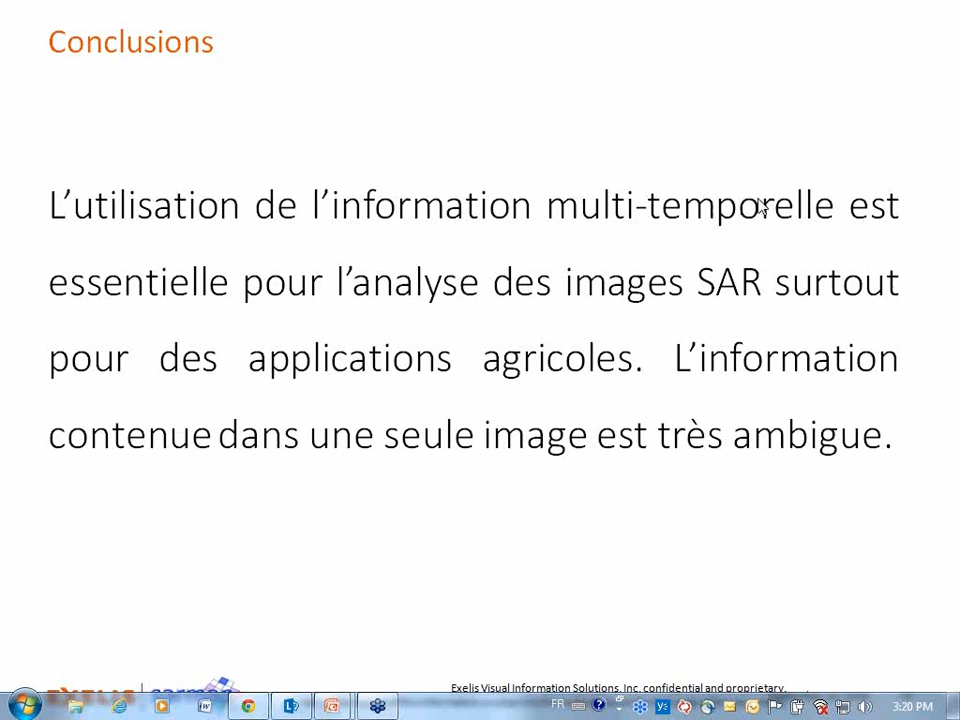 Conclusions
L’utilisation de l’information multi-temporelle est
essentielle pour l’analyse des images SAR surtout
pour des applications agricoles. L’information
contenue dans une seule image est très ambigue.
EXELIS | sarmap
Exelis Visual Information Solutions, Inc. confidential and proprietary.
FR
3:20 PM